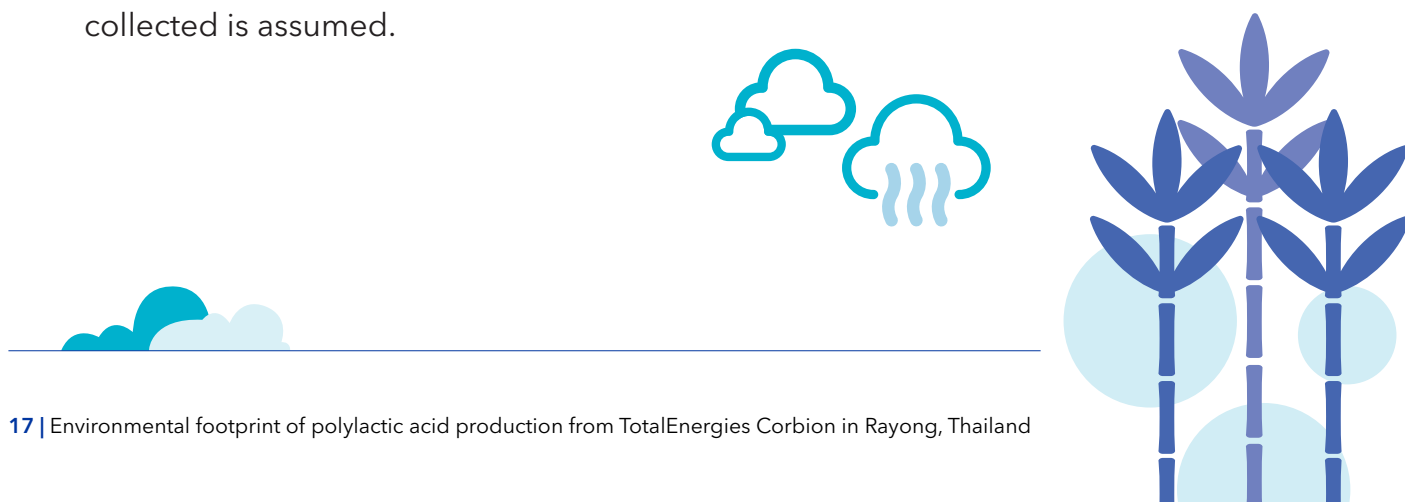 collected is assumed.
17 | Environmental footprint of polylactic acid production from TotalEnergies Corbion in Rayong, Thailand